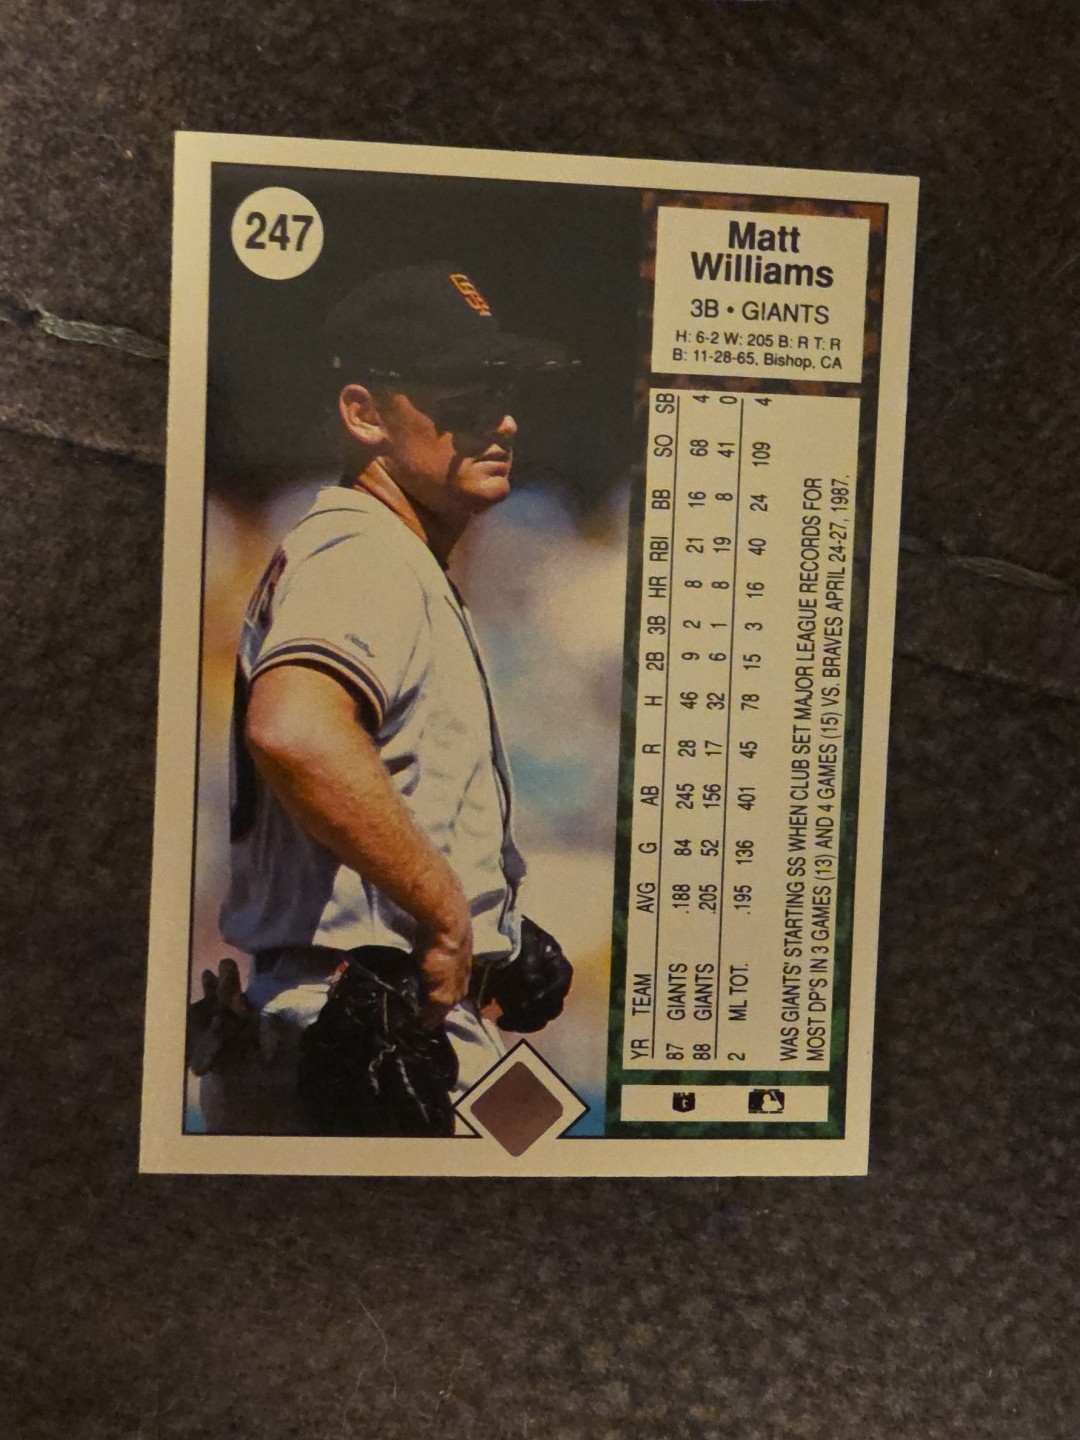 247
Matt
Williams
3B • GIANTS
H: 6-2 W: 205 B: R T: R
B: 11-28-65, Bishop, CA
YR TEAM AVG G AB R H 2B 3B HR RBI BB SO SB
87 GIANTS .188 84 245 28 46 9 2 8 21 16 68 4
88 GIANTS .205 52 156 17 32 6 1 8 19 8 41 0
2 ML TOT. .195 136 401 45 78 15 3 16 40 24 109 4
WAS GIANTS' STARTING SS WHEN CLUB SET MAJOR LEAGUE RECORDS FOR
MOST DP'S IN 3 GAMES (13) AND 4 GAMES (15) VS. BRAVES APRIL 24-27, 1987.